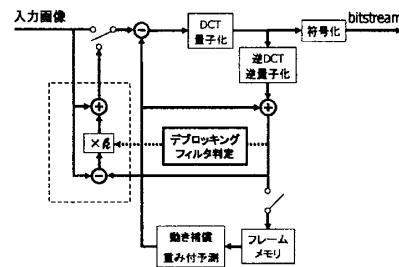 入力画像
DCT
量子化
符号化
bitstream
逆DCT
逆量子化
デブロッキング
フィルタ判定
動き補償
重み付予測
フレーム
メモリ